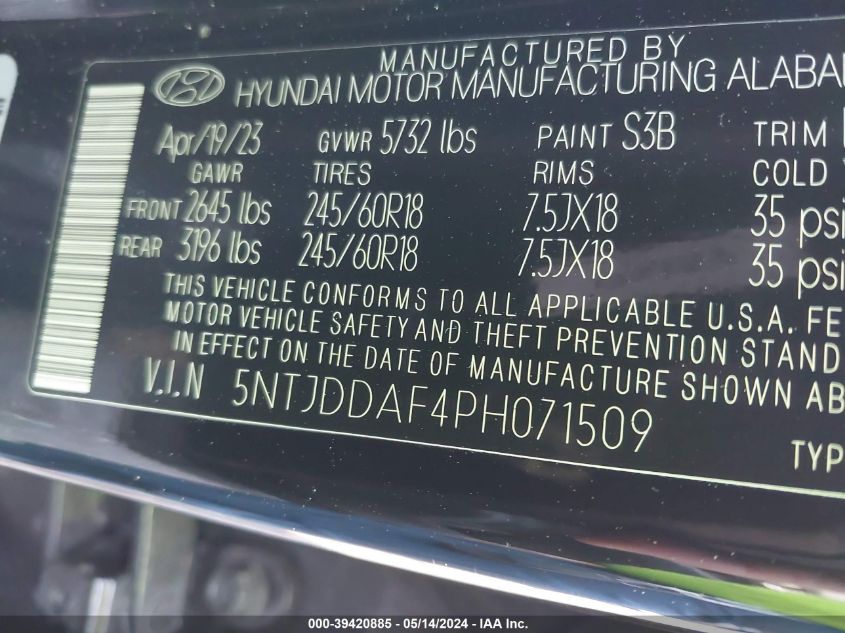 MANUFACTURED BY
HYUNDAI MOTOR MANUFACTURING ALABA
Apr/19/23 GVWR 5732 lbs PAINT S3B TRIM
GAWR TIRES RIMS COLD
FRONT 2645 lbs 245/60R18 7.5JX18 35 psi
REAR 3196 lbs 245/60R18 7.5JX18 35 psi
THIS VEHICLE CONFORMS TO ALL APPLICABLE U.S.A. FE
MOTOR VEHICLE SAFETY AND THEFT PREVENTION STAND
IN EFFECT ON THE DATE OF MANUFACTURE SHOWN AB
V.I.N 5NTJDDAF4PH071509
TYP
000-39420885 - 05/14/2024 - IAA Inc.